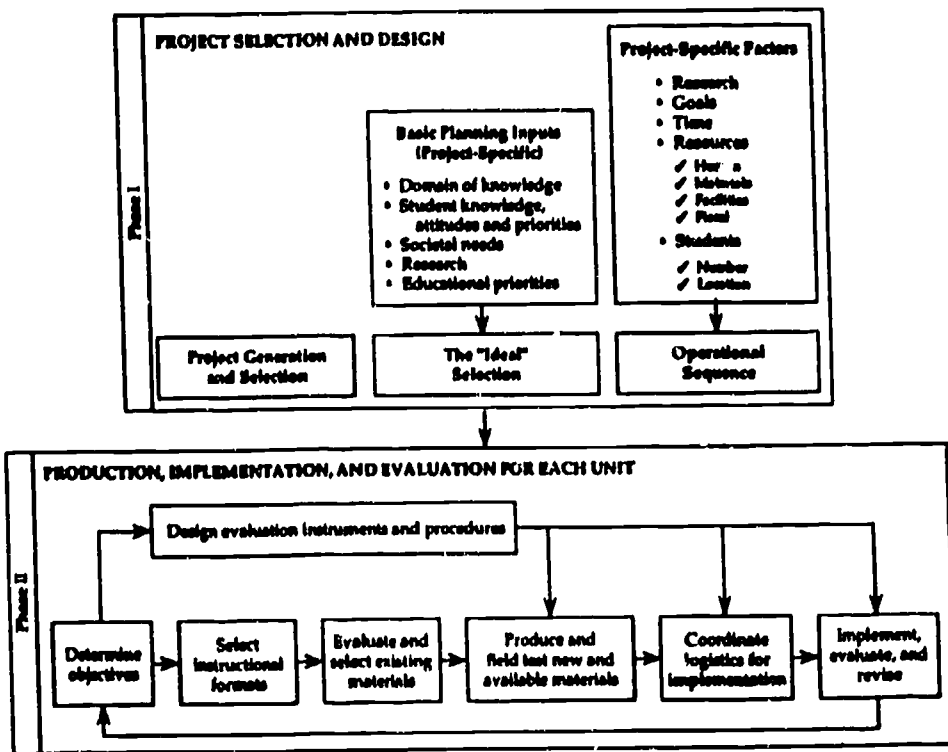 Phase I
PROJECT SELECTION AND DESIGN
Basic Planning Inputs
(Project-Specific)
• Domain of knowledge
• Student knowledge,
attitudes and priorities
• Societal needs
• Research
• Educational priorities
Project-Specific Factors
• Research
• Goals
• Time
• Resources
✓ Materials
✓ Facilities
• Students
✓ Number
✓ Location
Project Generation
and Selection
The "Ideal"
Selection
Operational
Sequence
Phase II
PRODUCTION, IMPLEMENTATION, AND EVALUATION FOR EACH UNIT
Design evaluation instruments and procedures
Determine
objectives
Select
instructional
formats
Evaluate and
select existing
materials
Produce and
field test new and
available materials
Coordinate
logistics for
implementation
Implement,
evaluate, and
revise